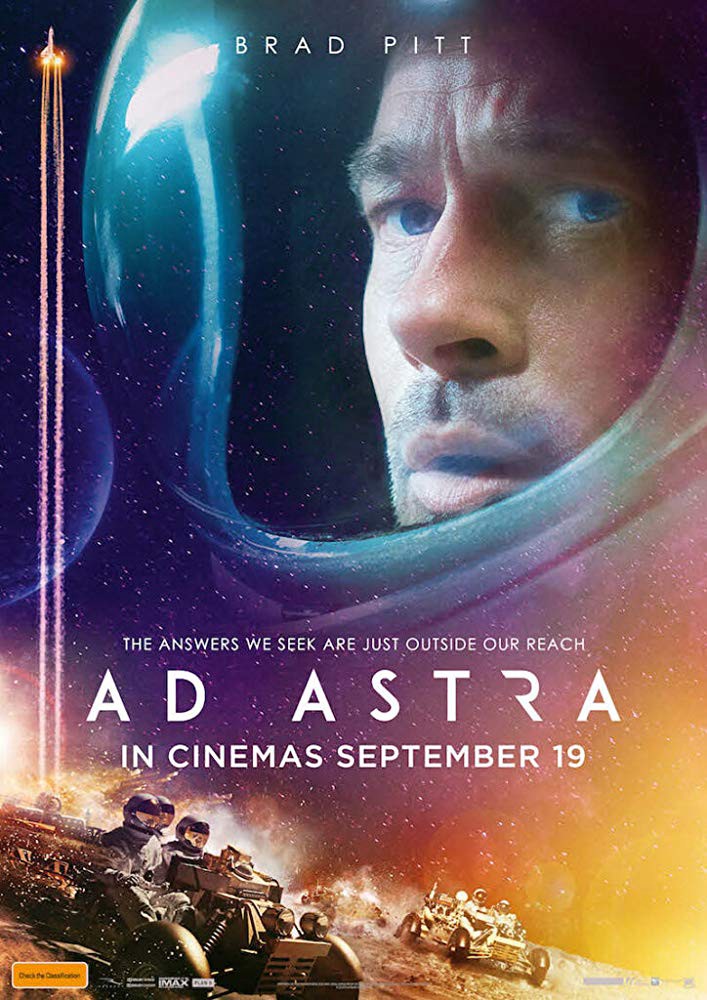 BRAD PITT
THE ANSWERS WE SEEK ARE JUST OUTSIDE OUR REACH
AD ASTRA
IN CINEMAS SEPTEMBER 19
Check the Classification
IMAX
PLAN B